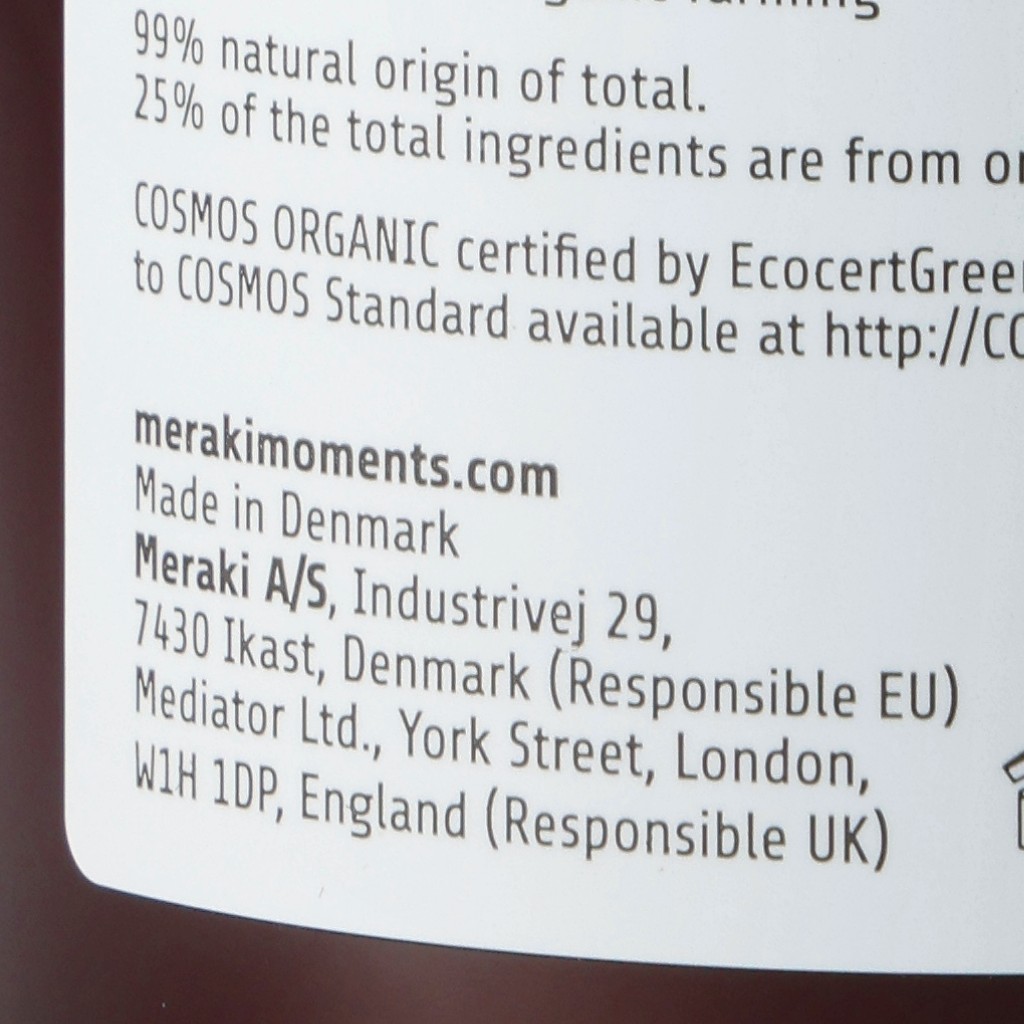 farming
99% natural origin of total.
25% of the total ingredients are from
COSMOS ORGANIC certified by
to COSMOS Standard available at
merakimoments.com
Made in Denmark
Meraki A/S, Industrivej 29,
7430 Ikast, Denmark (Responsible EU)
Mediator Ltd., York Street, London,
W1H 1DP, England (Responsible UK)